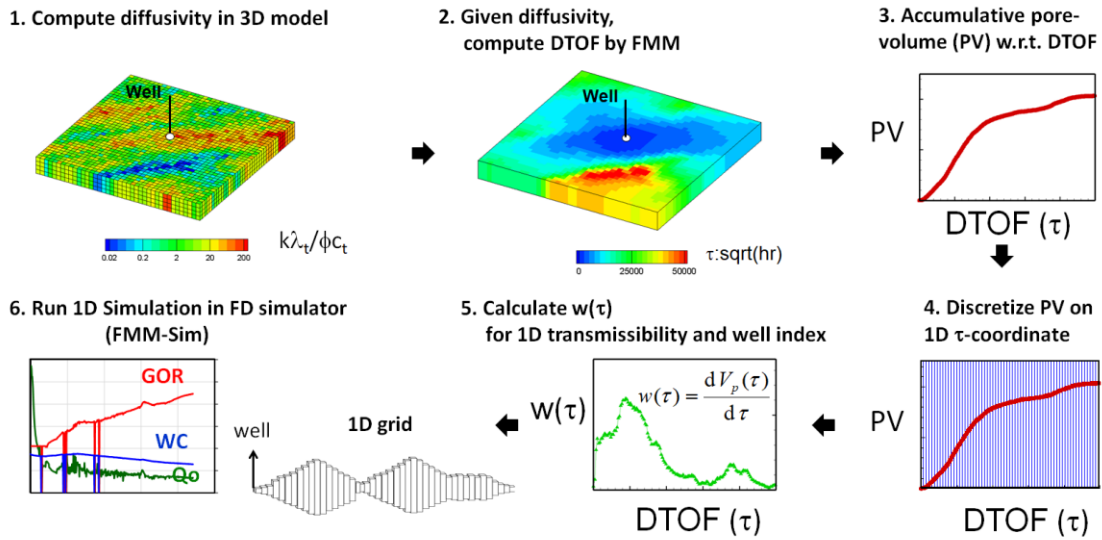 1. Compute diffusivity in 3D model
Well
0.02 0.2 2 20 200
kλt/ϕct
2. Given diffusivity,
compute DTOF by FMM
Well
τ:sqrt(hr)
0 25000 50000
3. Accumulative pore-
volume (PV) w.r.t. DTOF
PV
DTOF (τ)
4. Discretize PV on
1D τ-coordinate
PV
DTOF (τ)
5. Calculate w(τ)
for 1D transmissibility and well index
w(τ) = dVp(τ)/dτ
W(τ)
DTOF (τ)
6. Run 1D Simulation in FD simulator
(FMM-Sim)
GOR
WC
Qo
well
1D grid